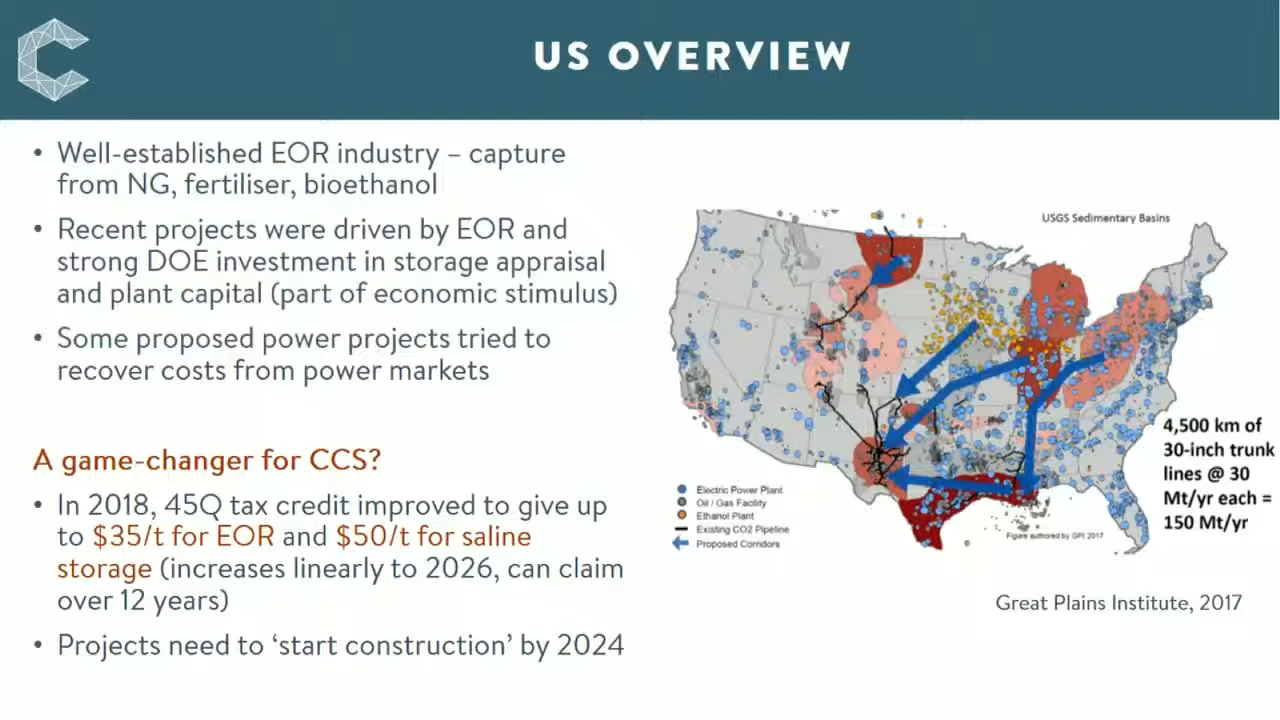 US OVERVIEW
• Well-established EOR industry – capture
from NG, fertiliser, bioethanol
• Recent projects were driven by EOR and
strong DOE investment in storage appraisal
and plant capital (part of economic stimulus)
• Some proposed power projects tried to
recover costs from power markets
A game-changer for CCS?
• In 2018, 45Q tax credit improved to give up
to $35/t for EOR and $50/t for saline
storage (increases linearly to 2026, can claim
over 12 years)
• Projects need to ‘start construction’ by 2024
USGS Sedimentary Basins
4,500 km of
30-inch trunk
lines @ 30
Mt/yr each =
150 Mt/yr
Electric Power Plant
Oil / Gas Facility
Ethanol Plant
Existing CO2 Pipeline
Proposed Corridors
Figure authored by GPI 2017
Great Plains Institute, 2017